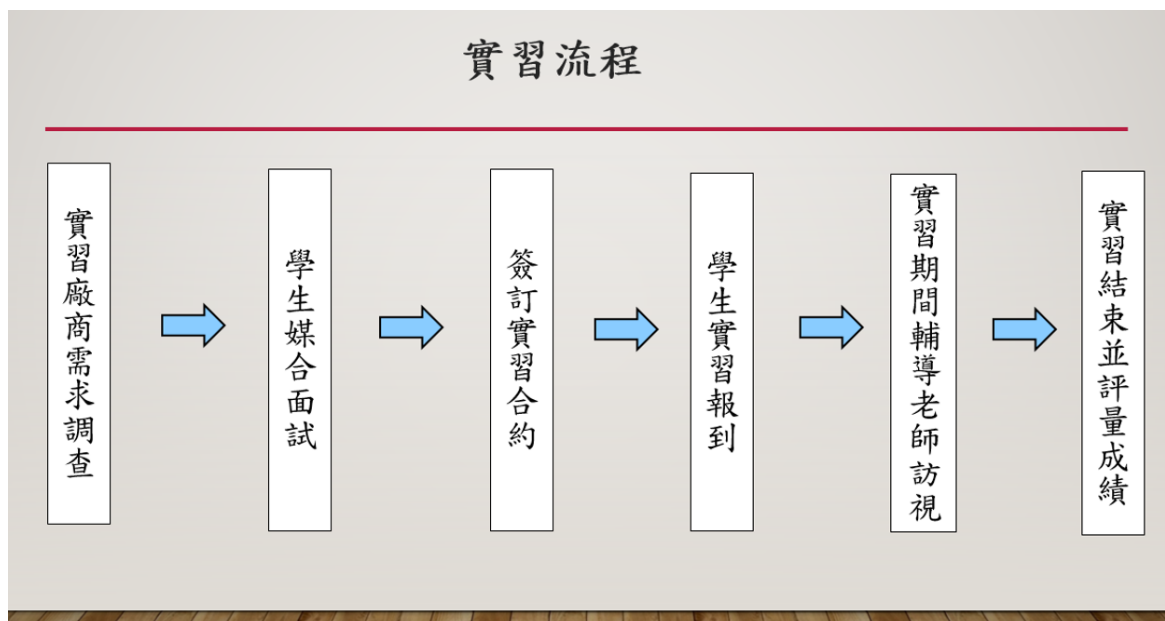 實習流程
實習廠商需求調查
學生媒合面試
簽訂實習合約
學生實習報到
實習期間輔導老師訪視
實習結束並評量成績